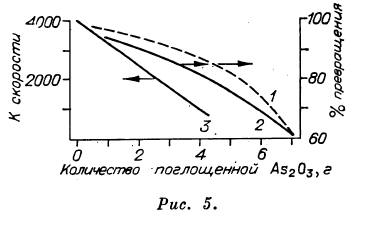 4000
2000
К скорости
100
80
60
% превращения
1
2
3
0 2 4 6
Количество поглощенной As₂O₃, г
Рис. 5.